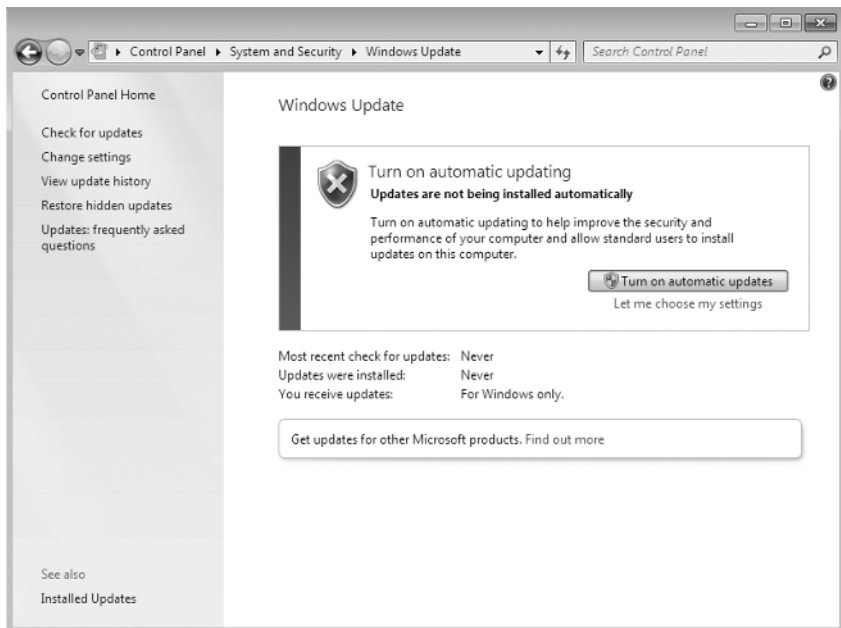 Control Panel ▸ System and Security ▸ Windows Update
Search Control Panel
Control Panel Home
Check for updates
Change settings
View update history
Restore hidden updates
Updates: frequently asked
questions
See also
Installed Updates
Windows Update
Turn on automatic updating
Updates are not being installed automatically
Turn on automatic updating to help improve the security and
performance of your computer and allow standard users to install
updates on this computer.
Turn on automatic updates
Let me choose my settings
Most recent check for updates: Never
Updates were installed: Never
You receive updates: For Windows only.
Get updates for other Microsoft products. Find out more